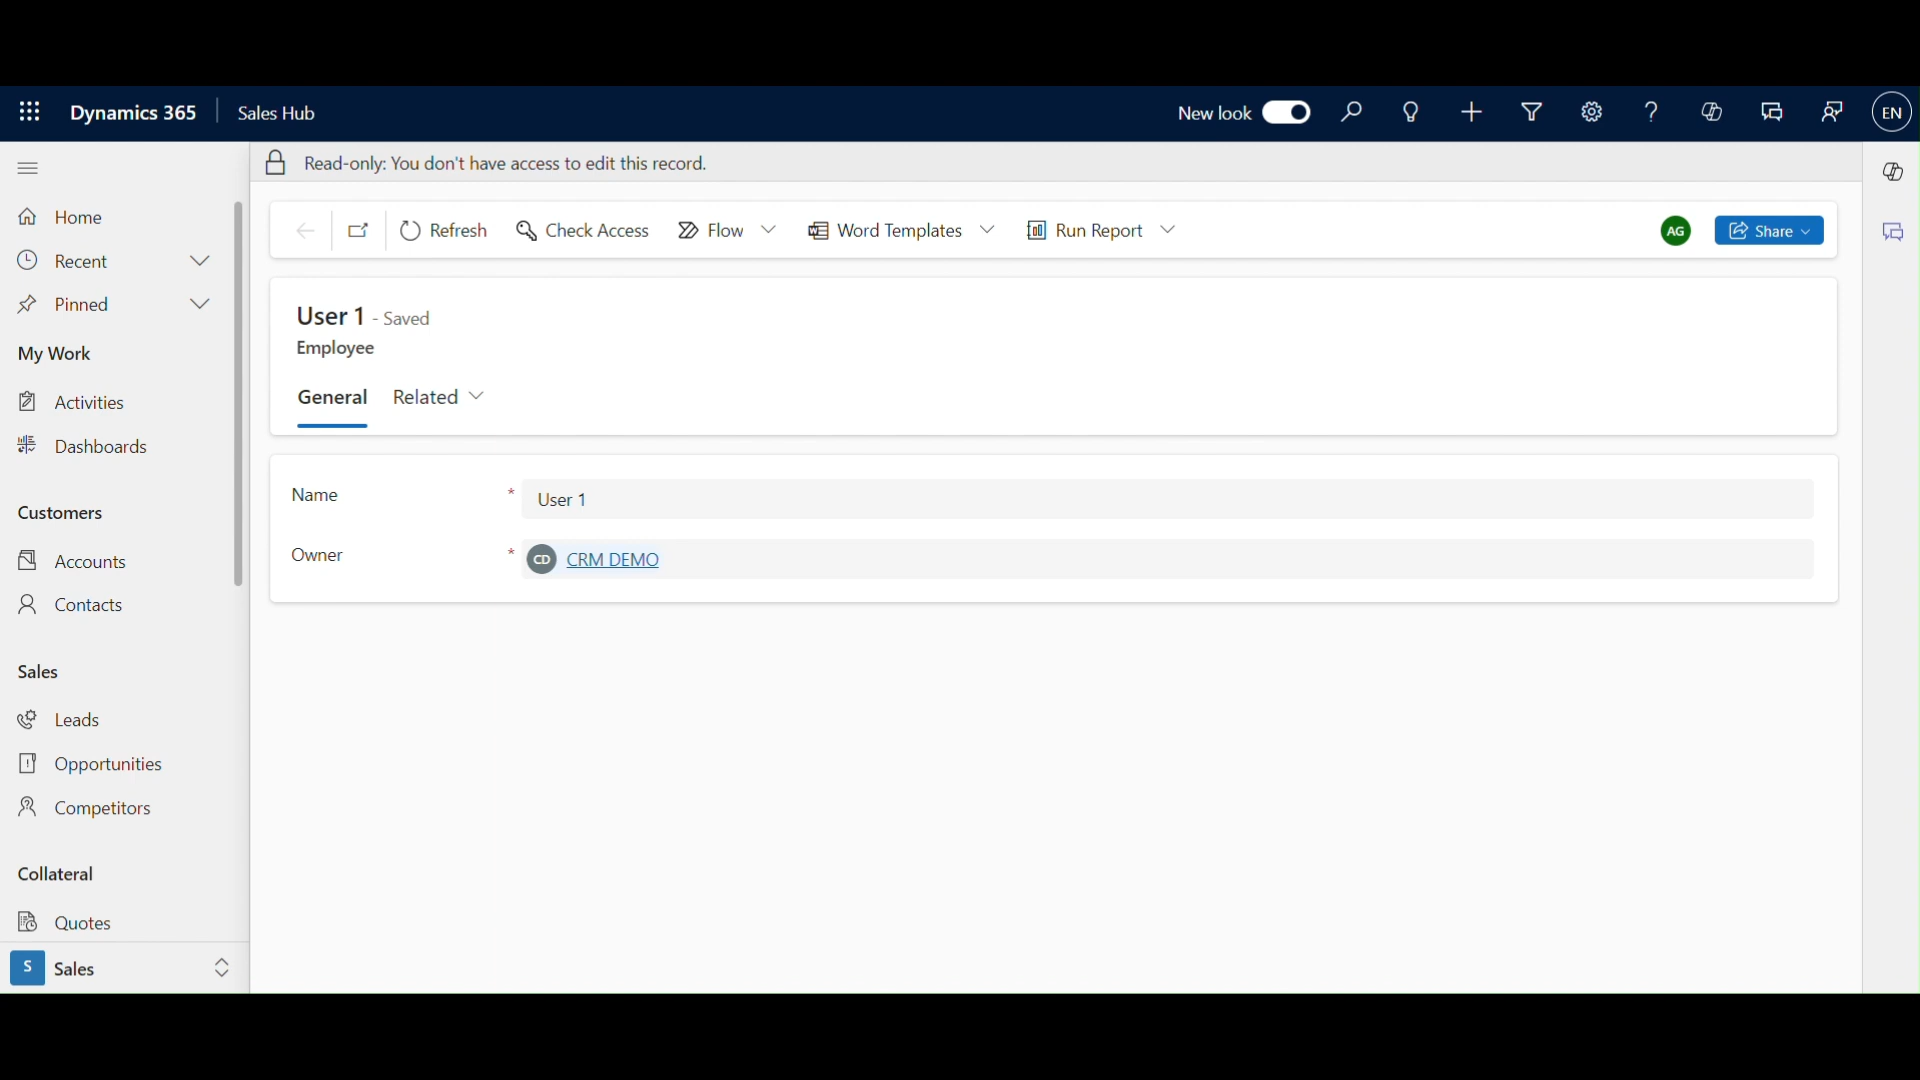 Dynamics 365 Sales Hub New look EN
Read-only: You don't have access to edit this record.
Refresh Check Access Flow Word Templates Run Report AG Share
Home
Recent
Pinned
My Work
Activities
Dashboards
Customers
Accounts
Contacts
Sales
Leads
Opportunities
Competitors
Collateral
Quotes
S Sales
User 1 - Saved
Employee
General Related
Name * User 1
Owner * CD CRM DEMO